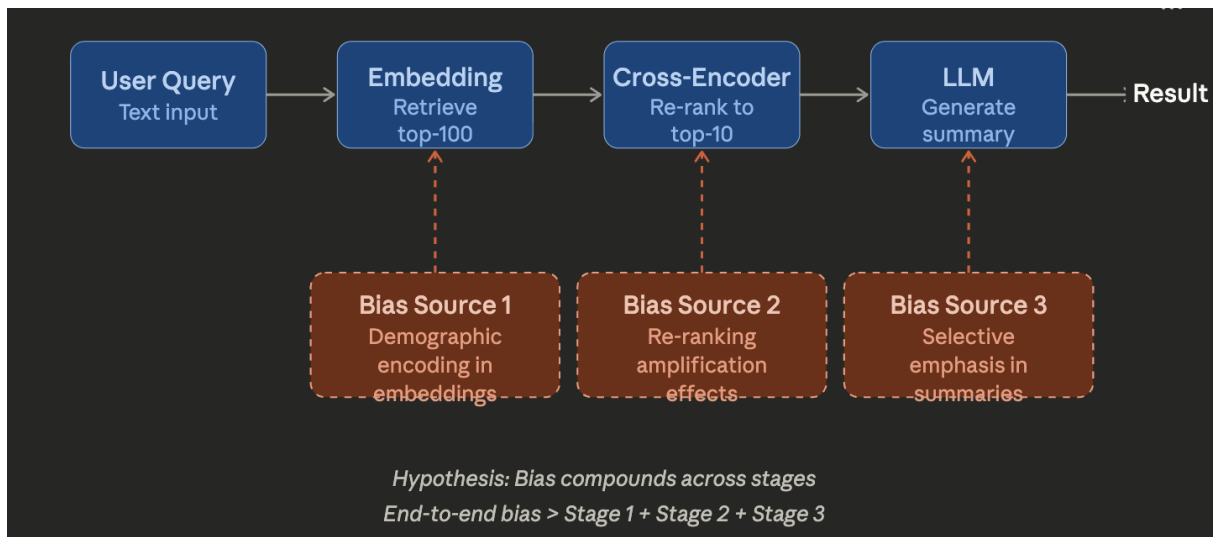 User Query
Text input
Embedding
Retrieve
top-100
Cross-Encoder
Re-rank to
top-10
LLM
Generate
summary
Result
Bias Source 1
Demographic
encoding in
embeddings
Bias Source 2
Re-ranking
amplification
effects
Bias Source 3
Selective
emphasis in
summaries
Hypothesis: Bias compounds across stages
End-to-end bias > Stage 1 + Stage 2 + Stage 3